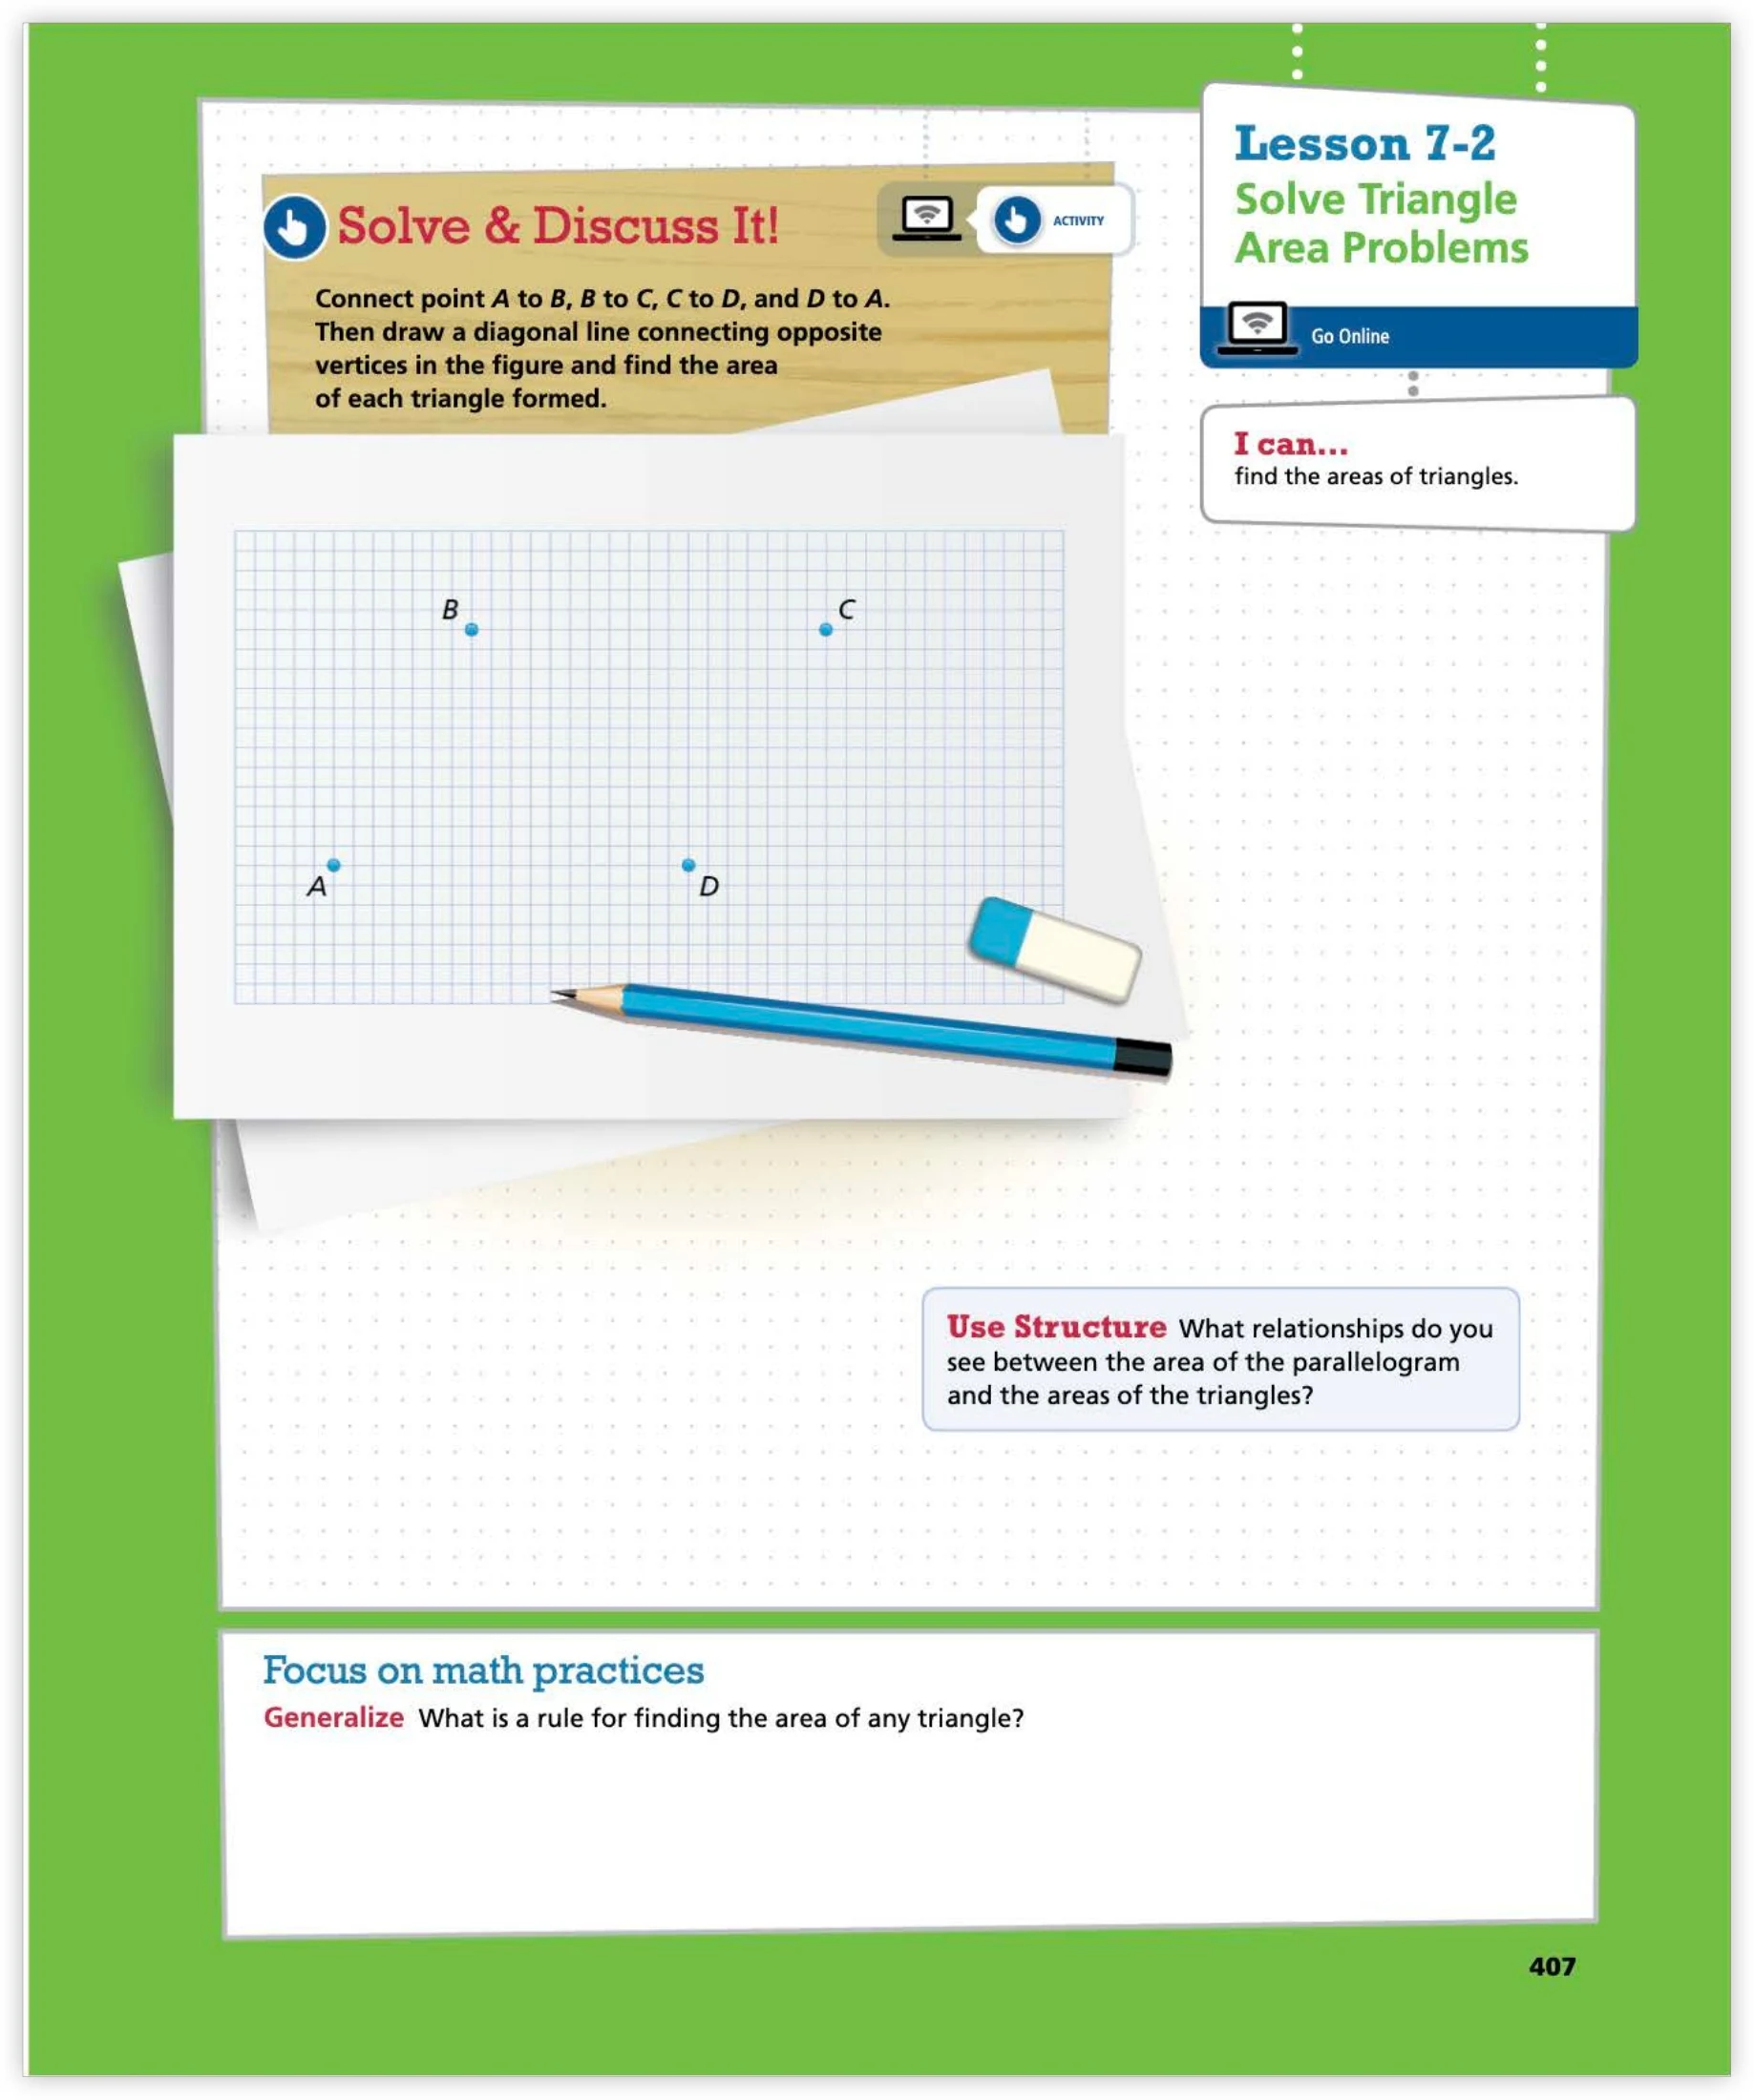 Lesson 7-2
Solve Triangle
Area Problems
Go Online
I can...
find the areas of triangles.
Solve & Discuss It!
ACTIVITY
Connect point A to B, B to C, C to D, and D to A.
Then draw a diagonal line connecting opposite
vertices in the figure and find the area
of each triangle formed.
B
C
A
D
Use Structure What relationships do you
see between the area of the parallelogram
and the areas of the triangles?
Focus on math practices
Generalize What is a rule for finding the area of any triangle?
407